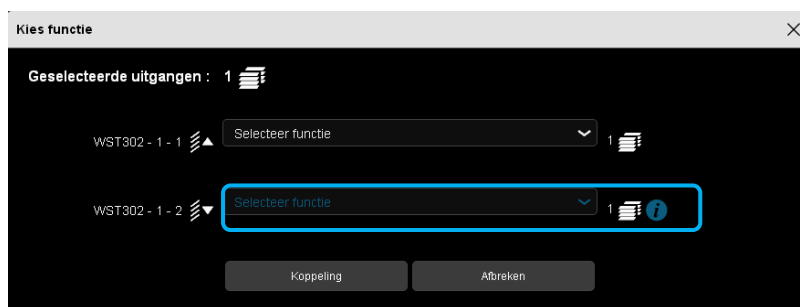 Kies functie
Geselecteerde uitgangen : 1
WST302 - 1 - 1 Selecteer functie 1
WST302 - 1 - 2 Selecteer functie 1 i
Koppeling Afbreken